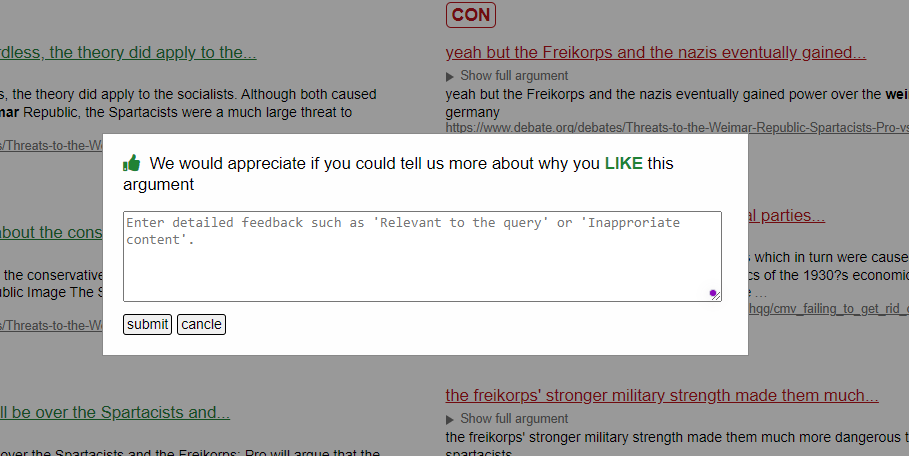 CON
rdless, the theory did apply to the...
s, the theory did apply to the socialists. Although both caused
mar Republic, the Spartacists were a much large threat to
s/Threats-to-the-W
about the cons
the conservative
ublic Image The S
s/Threats-to-the-W
ll be over the Spartacists and...
over the Spartacists and the Freikorps: Pro will argue that the
yeah but the Freikorps and the nazis eventually gained...
Show full argument
yeah but the Freikorps and the nazis eventually gained power over the wei
germany
https://www.debate.org/debates/Threats-to-the-Weimar-Republic-Spartacists-Pro-vs
al parties...
which in turn were cause
cs of the 1930?s economic
...
hqg/cmv_failing_to_get_rid_
the freikorps' stronger military strength made them much...
Show full argument
the freikorps' stronger military strength made them much more dangerous t
spartacists
We would appreciate if you could tell us more about why you LIKE this
argument
Enter detailed feedback such as 'Relevant to the query' or 'Inapproriate
content'.
submit cancle